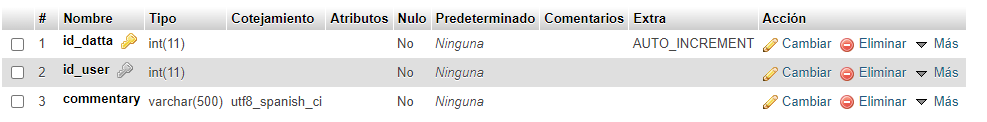 # Nombre Tipo Cotejamiento Atributos Nulo Predeterminado Comentarios Extra Acción
1 id_datta int(11) No Ninguna AUTO_INCREMENT Cambiar Eliminar Más
2 id_user int(11) No Ninguna Cambiar Eliminar Más
3 commentary varchar(500) utf8_spanish_ci No Ninguna Cambiar Eliminar Más